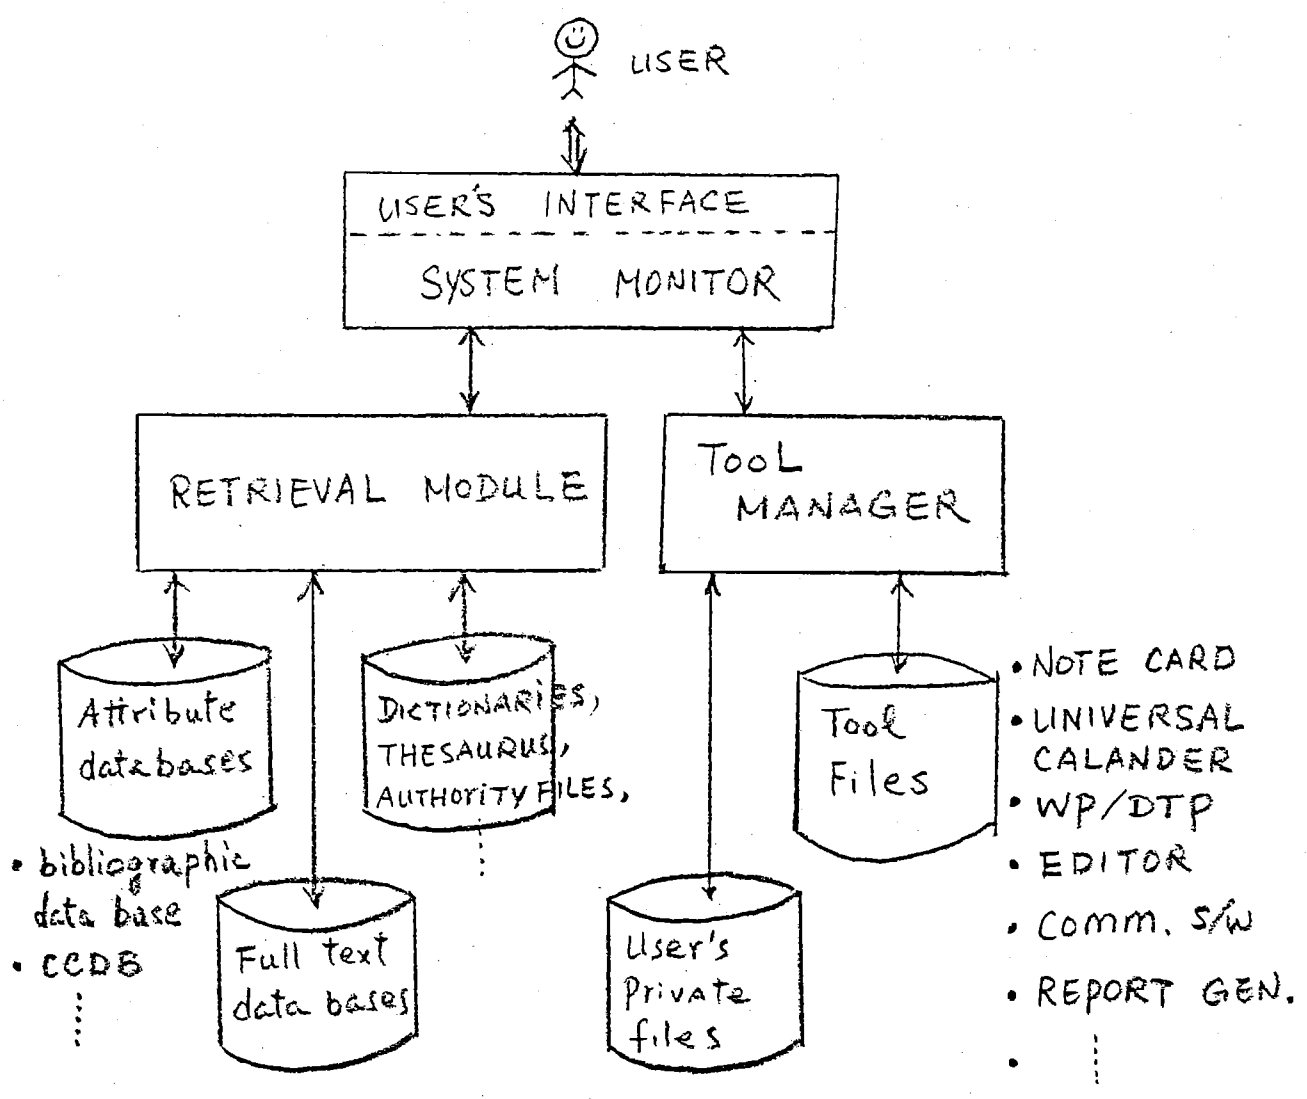 USER
USER'S INTERFACE
SYSTEM MONITOR
RETRIEVAL MODULE
TOOL
MANAGER
Attribute
databases
• bibliographic
data base
• CCDB
Full text
data bases
DICTIONARIES,
THESAURUS,
AUTHORITY FILES,
User's
Private
files
Tool
Files
• NOTE CARD
• UNIVERSAL
CALANDER
• WP/DTP
• EDITOR
• COMM. S/W
• REPORT GEN.
•